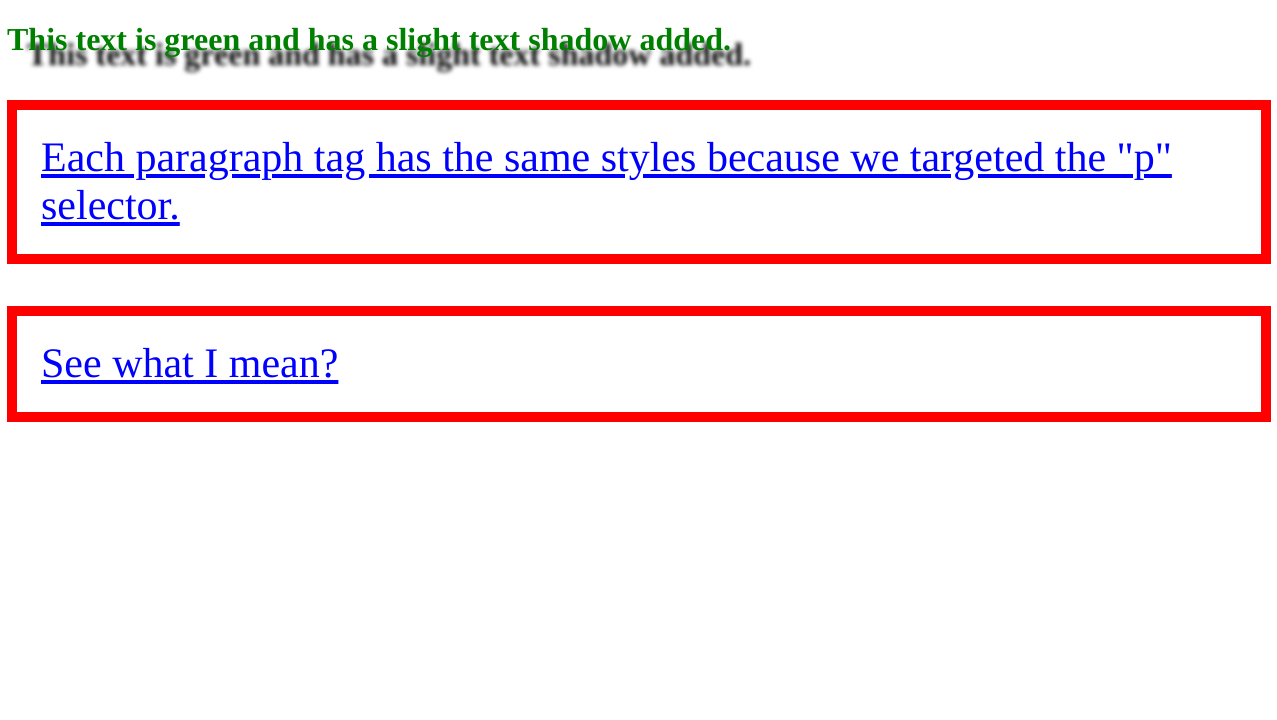 This text is green and has a slight text shadow added.
Each paragraph tag has the same styles because we targeted the "p"
selector.
See what I mean?